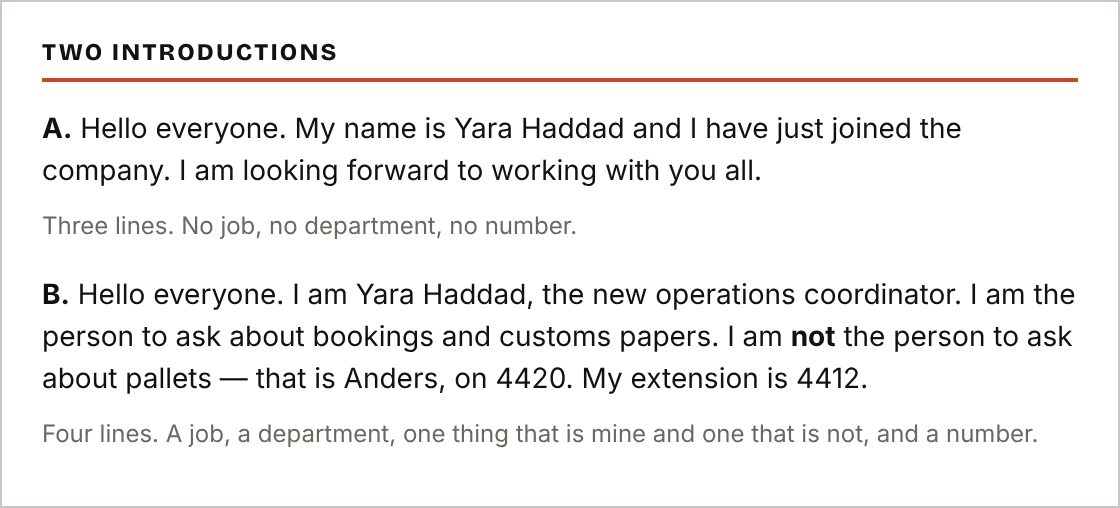 TWO INTRODUCTIONS
A. Hello everyone. My name is Yara Haddad and I have just joined the
company. I am looking forward to working with you all.
Three lines. No job, no department, no number.
B. Hello everyone. I am Yara Haddad, the new operations coordinator. I am the
person to ask about bookings and customs papers. I am not the person to ask
about pallets — that is Anders, on 4420. My extension is 4412.
Four lines. A job, a department, one thing that is mine and one that is not, and a number.